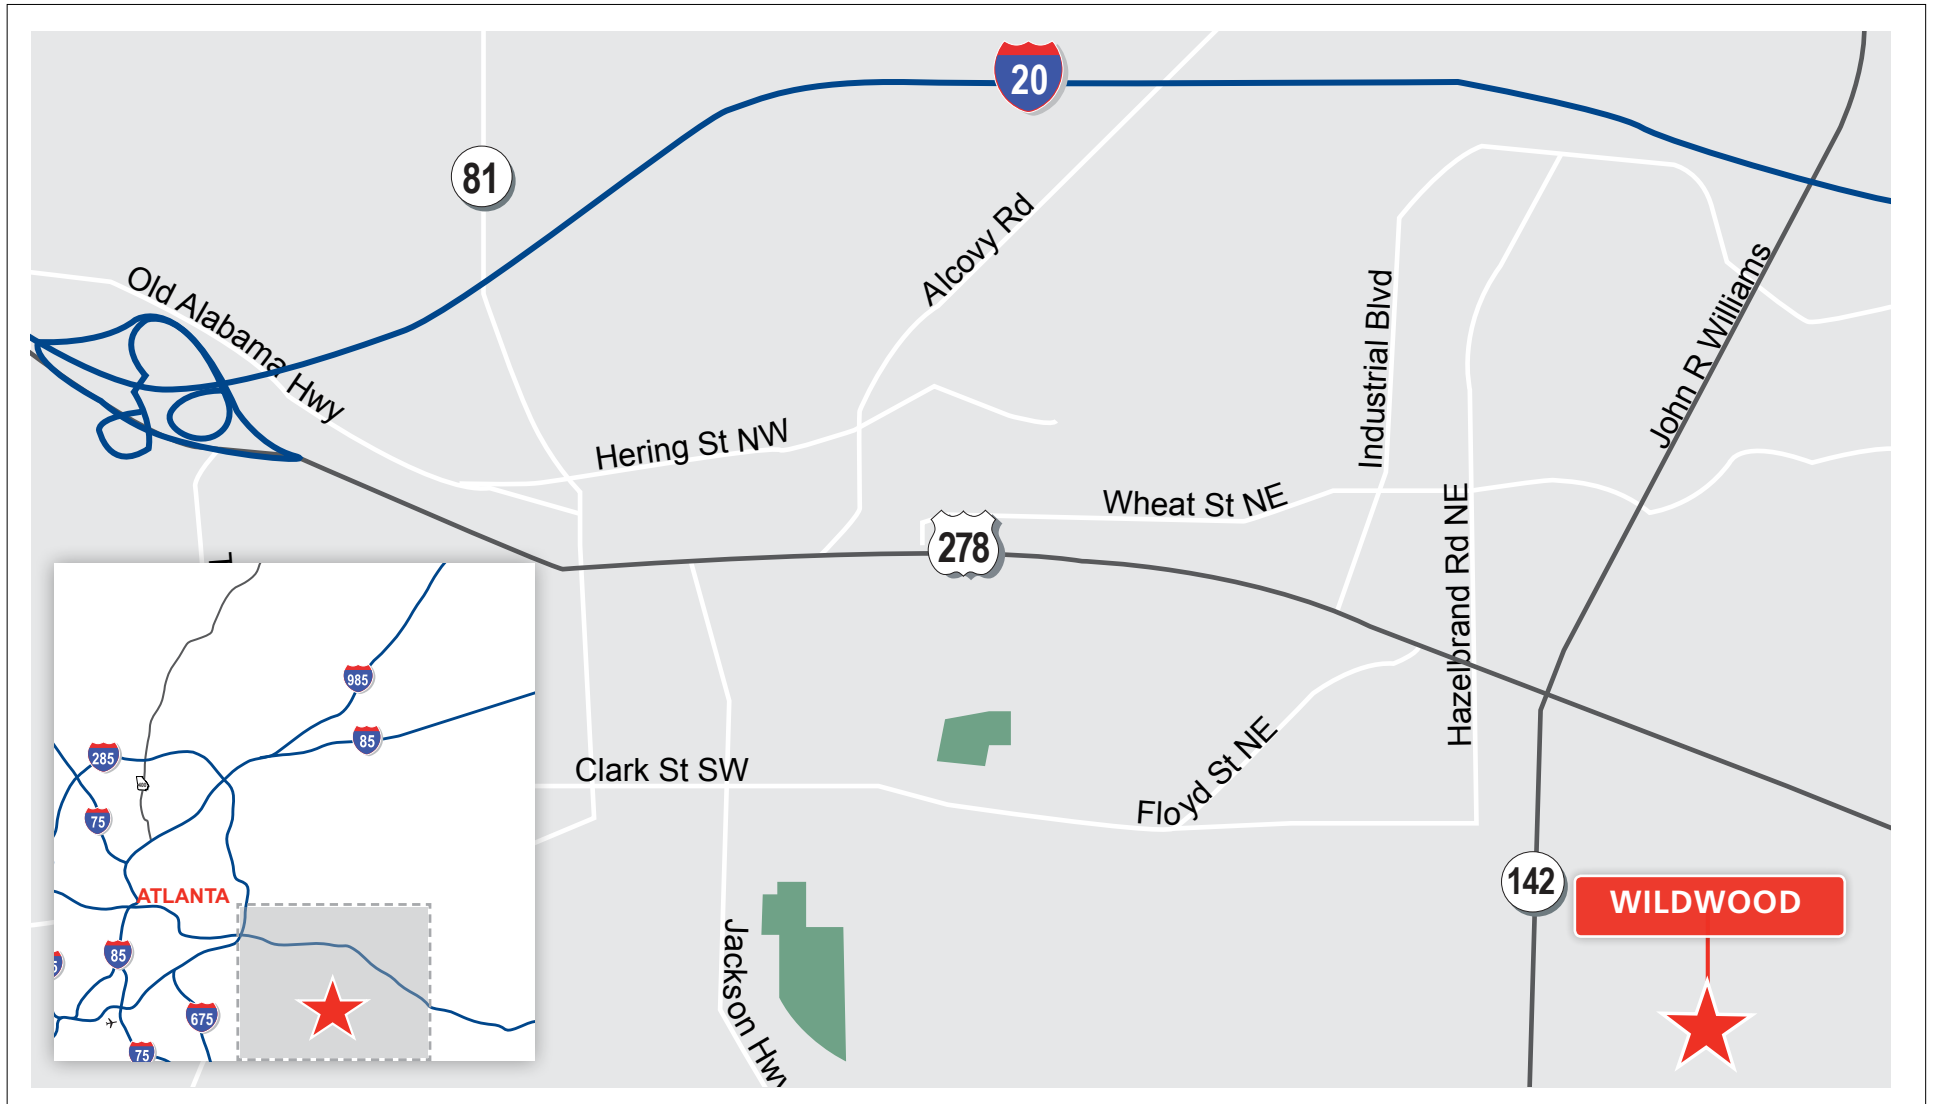 20
81
Alcovy Rd
Old Alabama Hwy
Industrial Blvd
John R Williams
Hering St NW
Wheat St NE
278
Hazelbrand Rd NE
985
85
285
75
ATLANTA
85
675
75
Clark St SW
Floyd St NE
Jackson Hwy
142
WILDWOOD